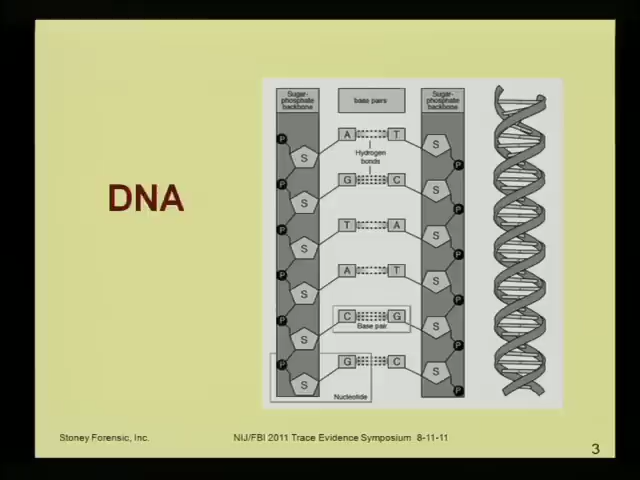 DNA
Sugar-
phosphate
backbone
base pairs
Sugar-
phosphate
backbone
P
A
T
S
S
Hydrogen
bonds
P
P
G
C
S
S
P
P
T
A
S
S
P
P
A
T
S
S
P
P
C
G
Base pair
S
S
P
P
G
C
S
S
P
Nucleotide
Stoney Forensic, Inc.
NIJ/FBI 2011 Trace Evidence Symposium 8-11-11
3